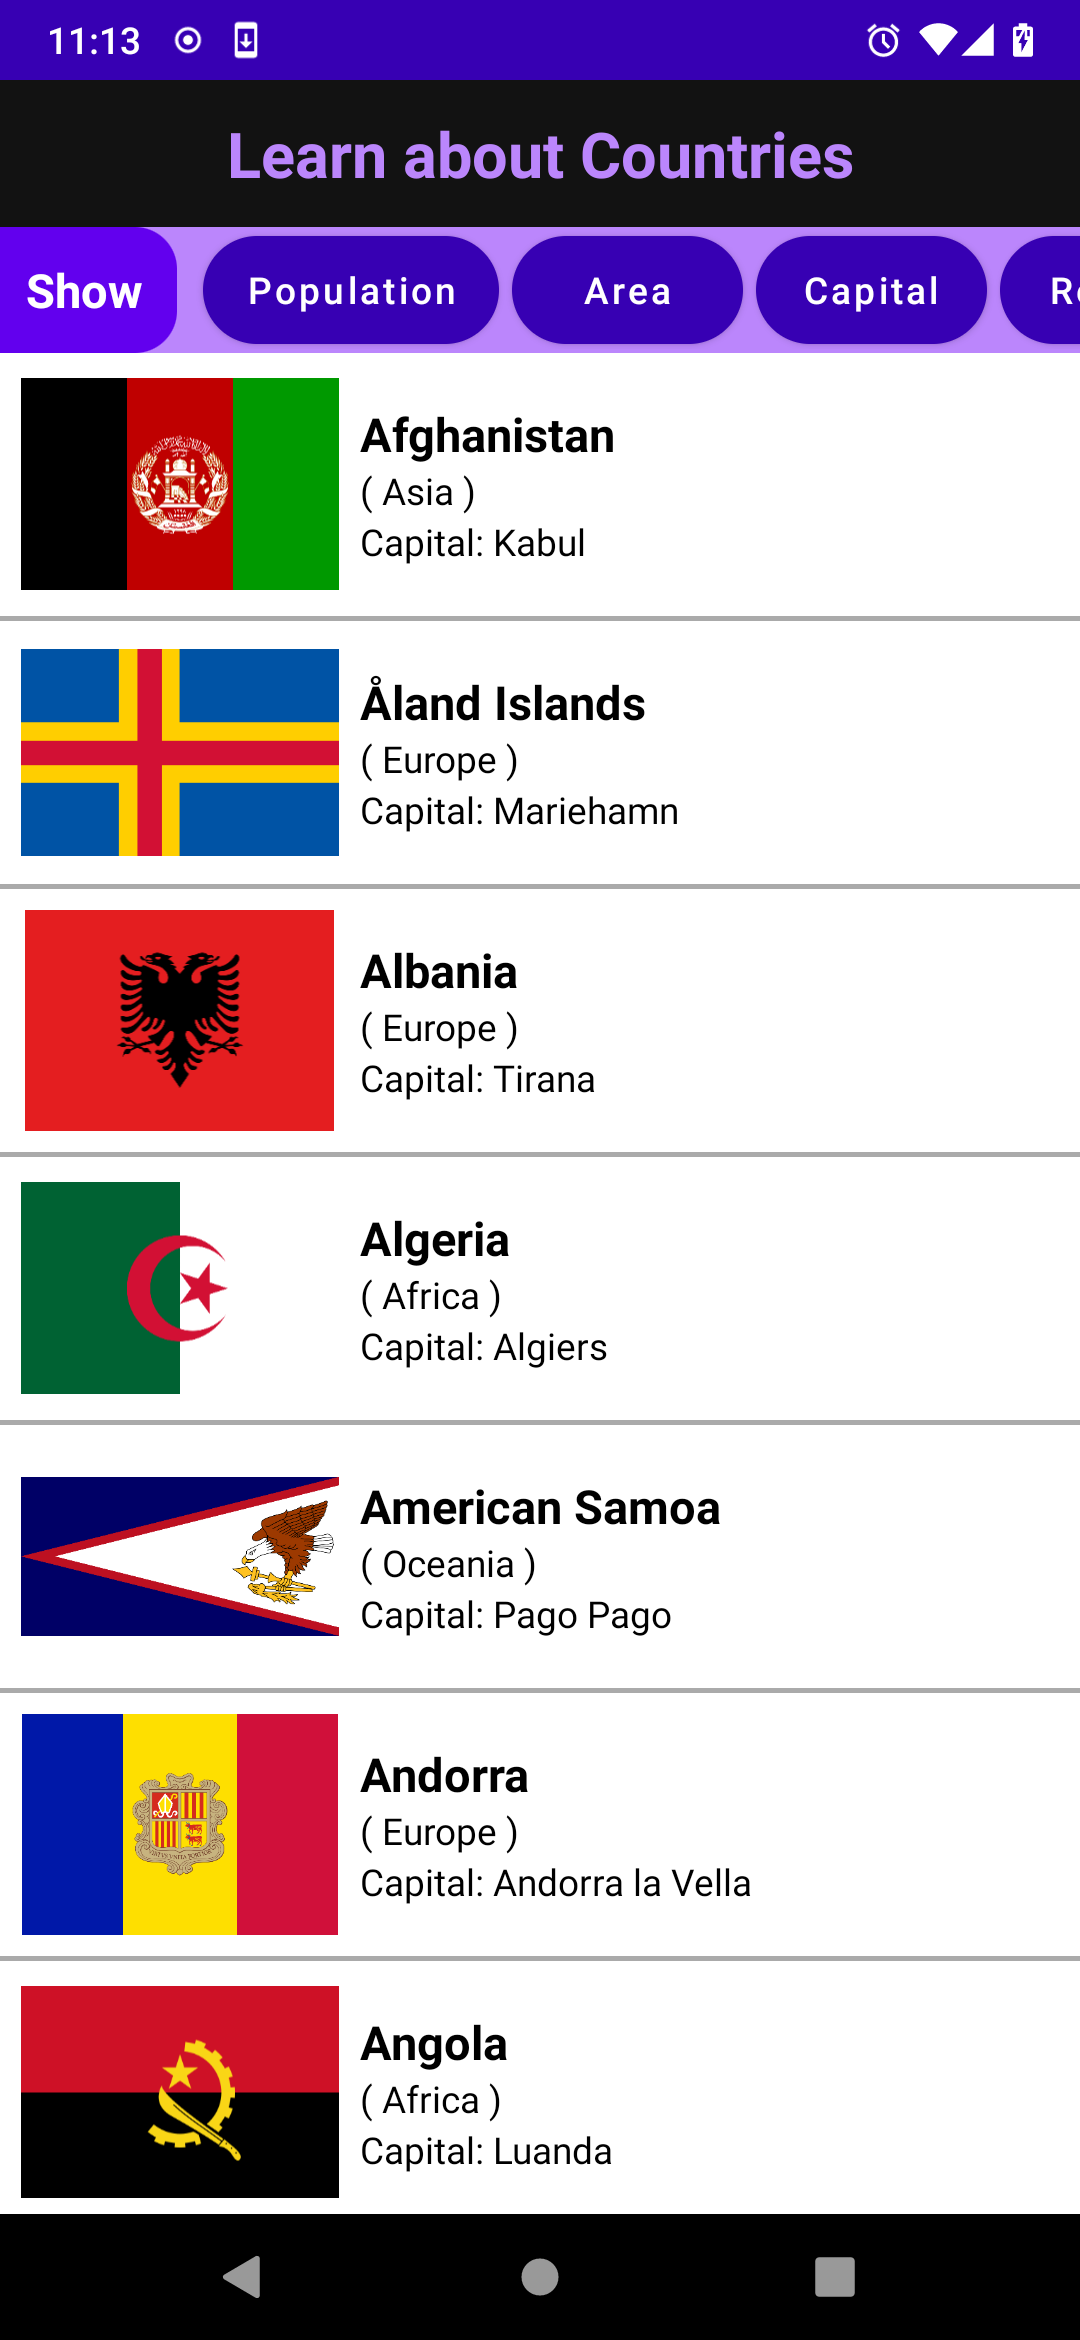 11:13
Learn about Countries
Show
Population
Area
Capital
Afghanistan
( Asia )
Capital: Kabul
Åland Islands
( Europe )
Capital: Mariehamn
Albania
( Europe )
Capital: Tirana
Algeria
( Africa )
Capital: Algiers
American Samoa
( Oceania )
Capital: Pago Pago
Andorra
( Europe )
Capital: Andorra la Vella
Angola
( Africa )
Capital: Luanda